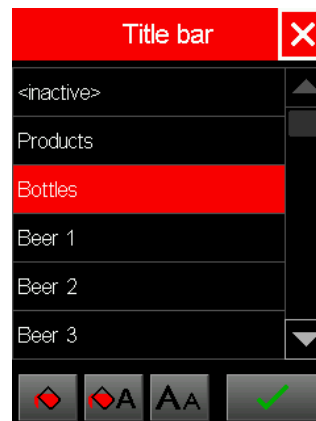 Title bar
<inactive>
Products
Bottles
Beer 1
Beer 2
Beer 3
A
AA